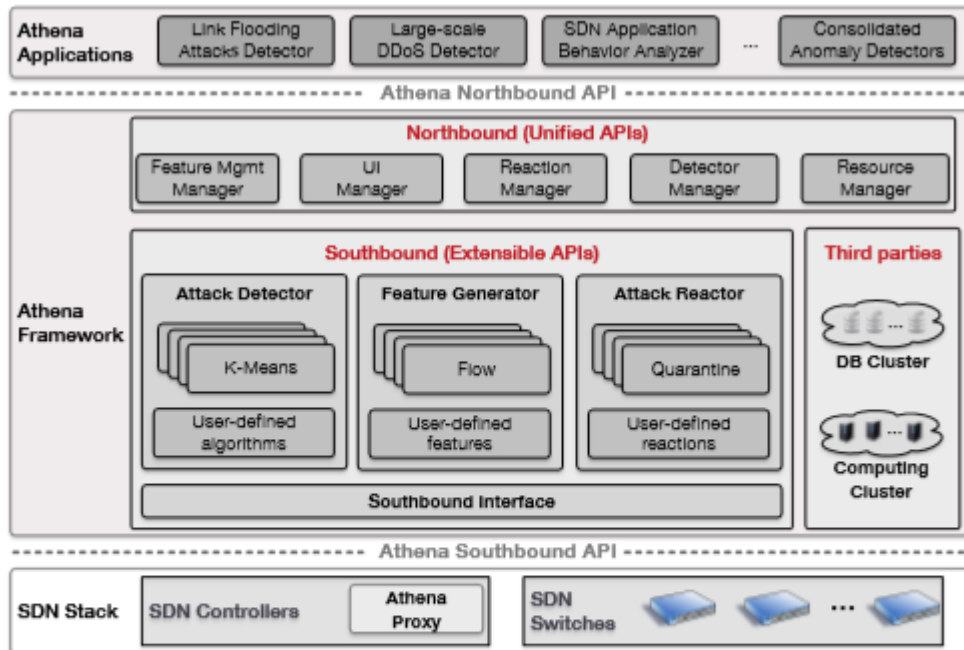 Athena
Applications
Link Flooding
Attacks Detector
Large-scale
DDoS Detector
SDN Application
Behavior Analyzer
...
Consolidated
Anomaly Detectors
Athena Northbound API
Athena
Framework
Northbound (Unified APIs)
Feature Mgmt
Manager
UI
Manager
Reaction
Manager
Detector
Manager
Resource
Manager
Southbound (Extensible APIs)
Attack Detector
K-Means
User-defined
algorithms
Feature Generator
Flow
User-defined
features
Attack Reactor
Quarantine
User-defined
reactions
Southbound Interface
Third parties
...
DB Cluster
...
Computing
Cluster
Athena Southbound API
SDN Stack
SDN Controllers
Athena
Proxy
SDN
Switches
...